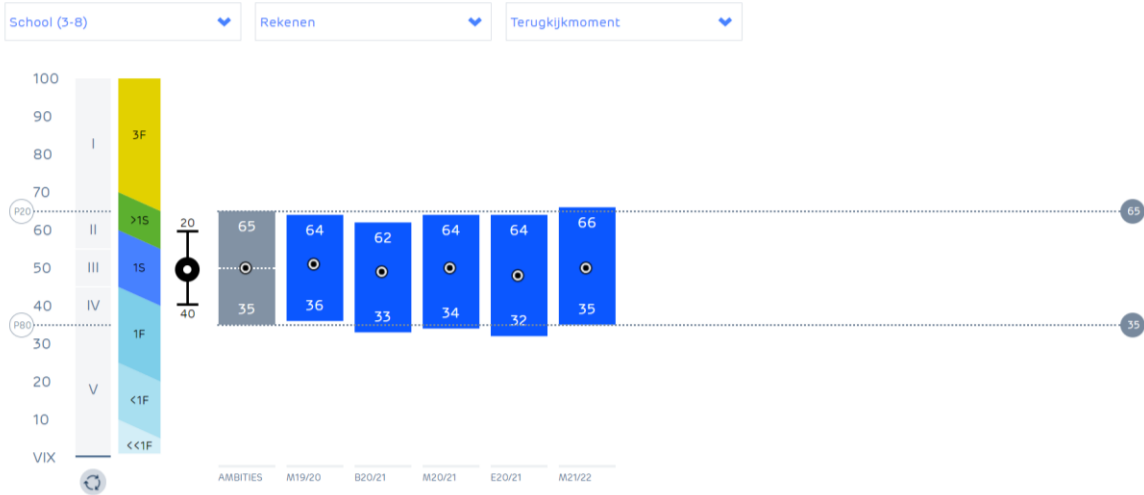 School (3-8) Rekenen Terugkijkmoment
100
90
80
70
60
50
40
30
20
10
VIX
P20
P80
I
II
III
IV
V
3F
>1S
1S
1F
<1F
<<1F
20
40
65
35
64
36
62
33
64
34
64
32
66
35
65
35
AMBITIES M19/20 B20/21 M20/21 E20/21 M21/22